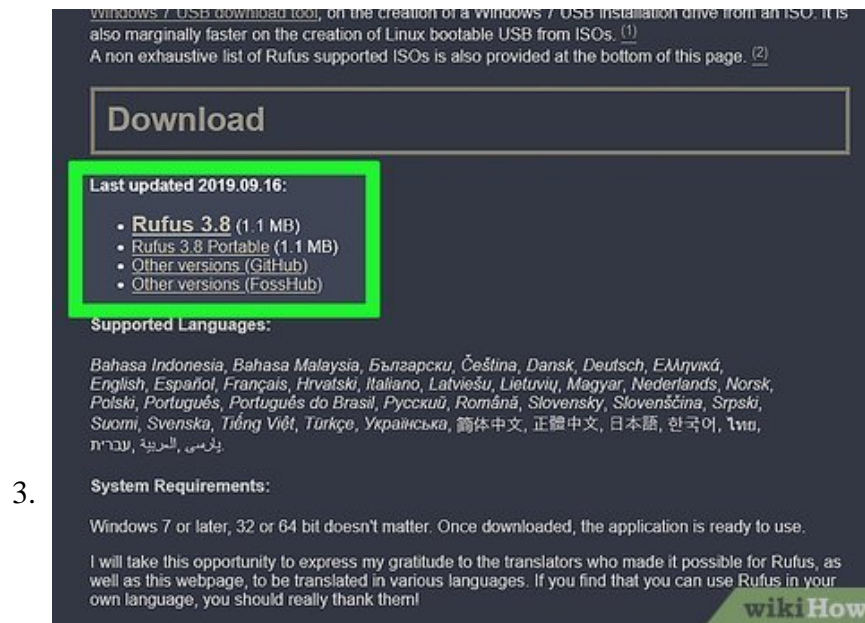 Windows 7 USB download tool, on the creation of a Windows 7 USB installation drive from an ISO. It is
also marginally faster on the creation of Linux bootable USB from ISOs. (1)
A non exhaustive list of Rufus supported ISOs is also provided at the bottom of this page. (2)
Download
Last updated 2019.09.16:
• Rufus 3.8 (1.1 MB)
• Rufus 3.8 Portable (1.1 MB)
• Other versions (GitHub)
• Other versions (FossHub)
Supported Languages:
Bahasa Indonesia, Bahasa Malaysia, Български, Čeština, Dansk, Deutsch, Ελληνικά,
English, Español, Français, Hrvatski, Italiano, Latviešu, Lietuvių, Magyar, Nederlands, Norsk,
Polski, Português, Português do Brasil, Русский, Română, Slovensky, Slovenščina, Srpski,
Suomi, Svenska, Tiếng Việt, Türkçe, Українська, 简体中文, 正體中文, 日本語, 한국어, ไทย,
پارسی, العربية, עברית.
3.
System Requirements:
Windows 7 or later, 32 or 64 bit doesn't matter. Once downloaded, the application is ready to use.
I will take this opportunity to express my gratitude to the translators who made it possible for Rufus, as
well as this webpage, to be translated in various languages. If you find that you can use Rufus in your
own language, you should really thank them!
wikiHow